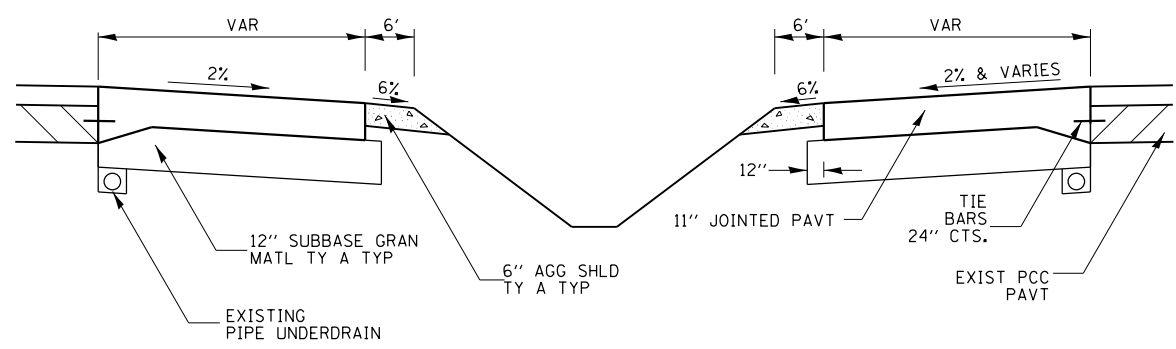 VAR
6'
6'
VAR
2%
6%
6%
2% & VARIES
12''
11'' JOINTED PAVT
TIE
BARS
24'' CTS.
12'' SUBBASE GRAN
MATL TY A TYP
6'' AGG SHLD
TY A TYP
EXIST PCC
PAVT
EXISTING
PIPE UNDERDRAIN